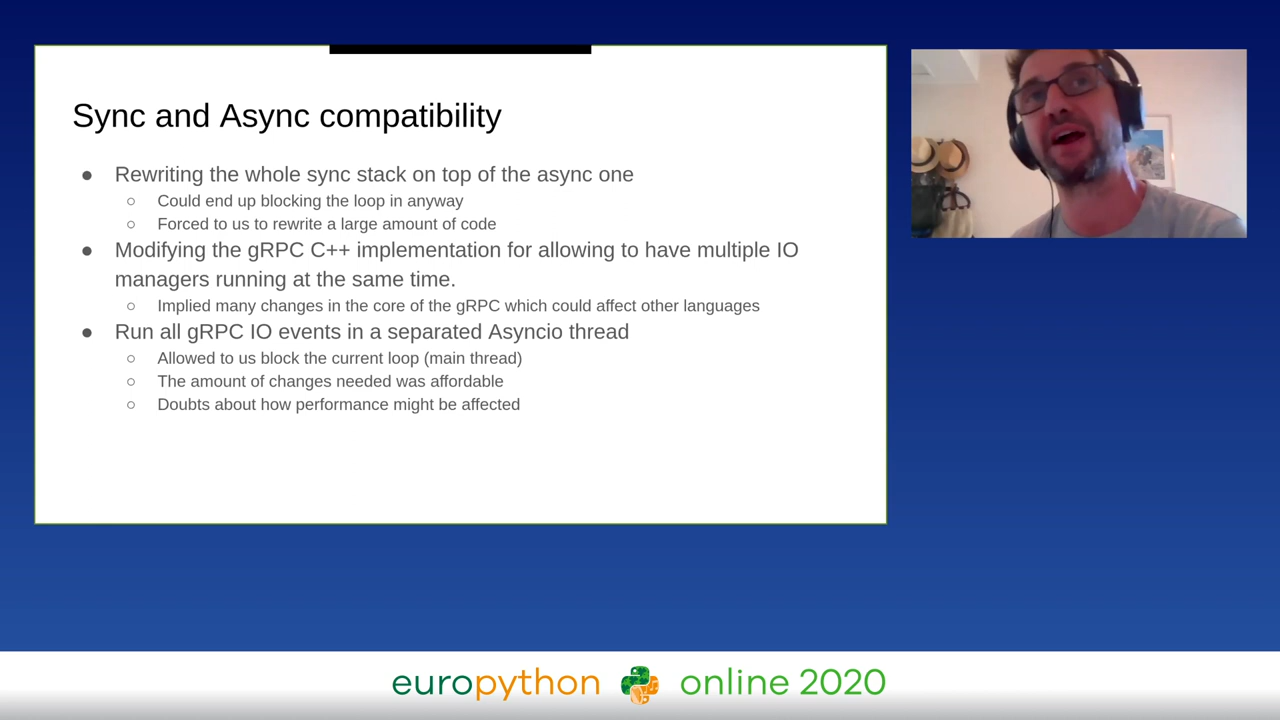 Sync and Async compatibility
● Rewriting the whole sync stack on top of the async one
○ Could end up blocking the loop in anyway
○ Forced to us to rewrite a large amount of code
● Modifying the gRPC C++ implementation for allowing to have multiple IO
managers running at the same time.
○ Implied many changes in the core of the gRPC which could affect other languages
● Run all gRPC IO events in a separated Asyncio thread
○ Allowed to us block the current loop (main thread)
○ The amount of changes needed was affordable
○ Doubts about how performance might be affected
europython online 2020